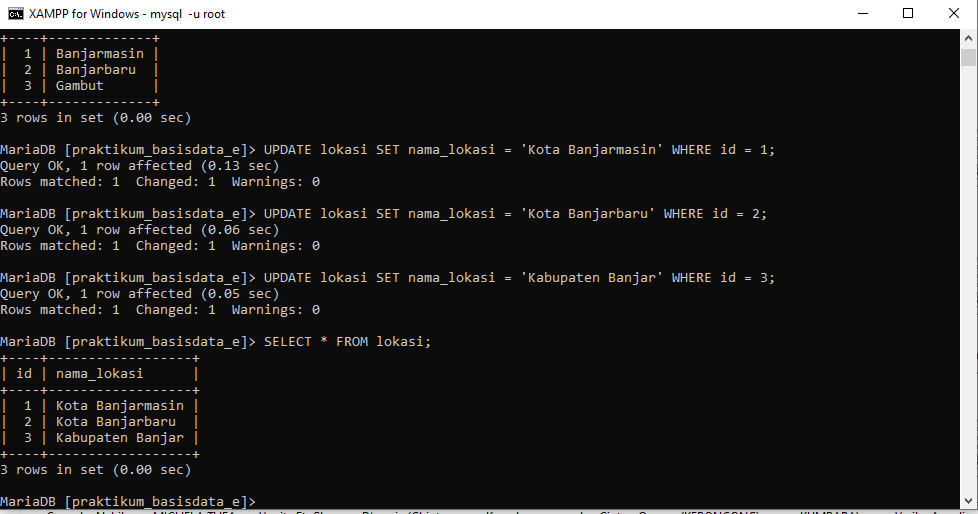 XAMPP for Windows - mysql -u root
+----+-------------+
|  1 | Banjarmasin |
|  2 | Banjarbaru  |
|  3 | Gambut      |
+----+-------------+
3 rows in set (0.00 sec)
MariaDB [praktikum_basisdata_e]> UPDATE lokasi SET nama_lokasi = 'Kota Banjarmasin' WHERE id = 1;
Query OK, 1 row affected (0.13 sec)
Rows matched: 1  Changed: 1  Warnings: 0
MariaDB [praktikum_basisdata_e]> UPDATE lokasi SET nama_lokasi = 'Kota Banjarbaru' WHERE id = 2;
Query OK, 1 row affected (0.06 sec)
Rows matched: 1  Changed: 1  Warnings: 0
MariaDB [praktikum_basisdata_e]> UPDATE lokasi SET nama_lokasi = 'Kabupaten Banjar' WHERE id = 3;
Query OK, 1 row affected (0.05 sec)
Rows matched: 1  Changed: 1  Warnings: 0
MariaDB [praktikum_basisdata_e]> SELECT * FROM lokasi;
+----+------------------+
| id | nama_lokasi      |
+----+------------------+
|  1 | Kota Banjarmasin |
|  2 | Kota Banjarbaru  |
|  3 | Kabupaten Banjar |
+----+------------------+
3 rows in set (0.00 sec)
MariaDB [praktikum_basisdata_e]>